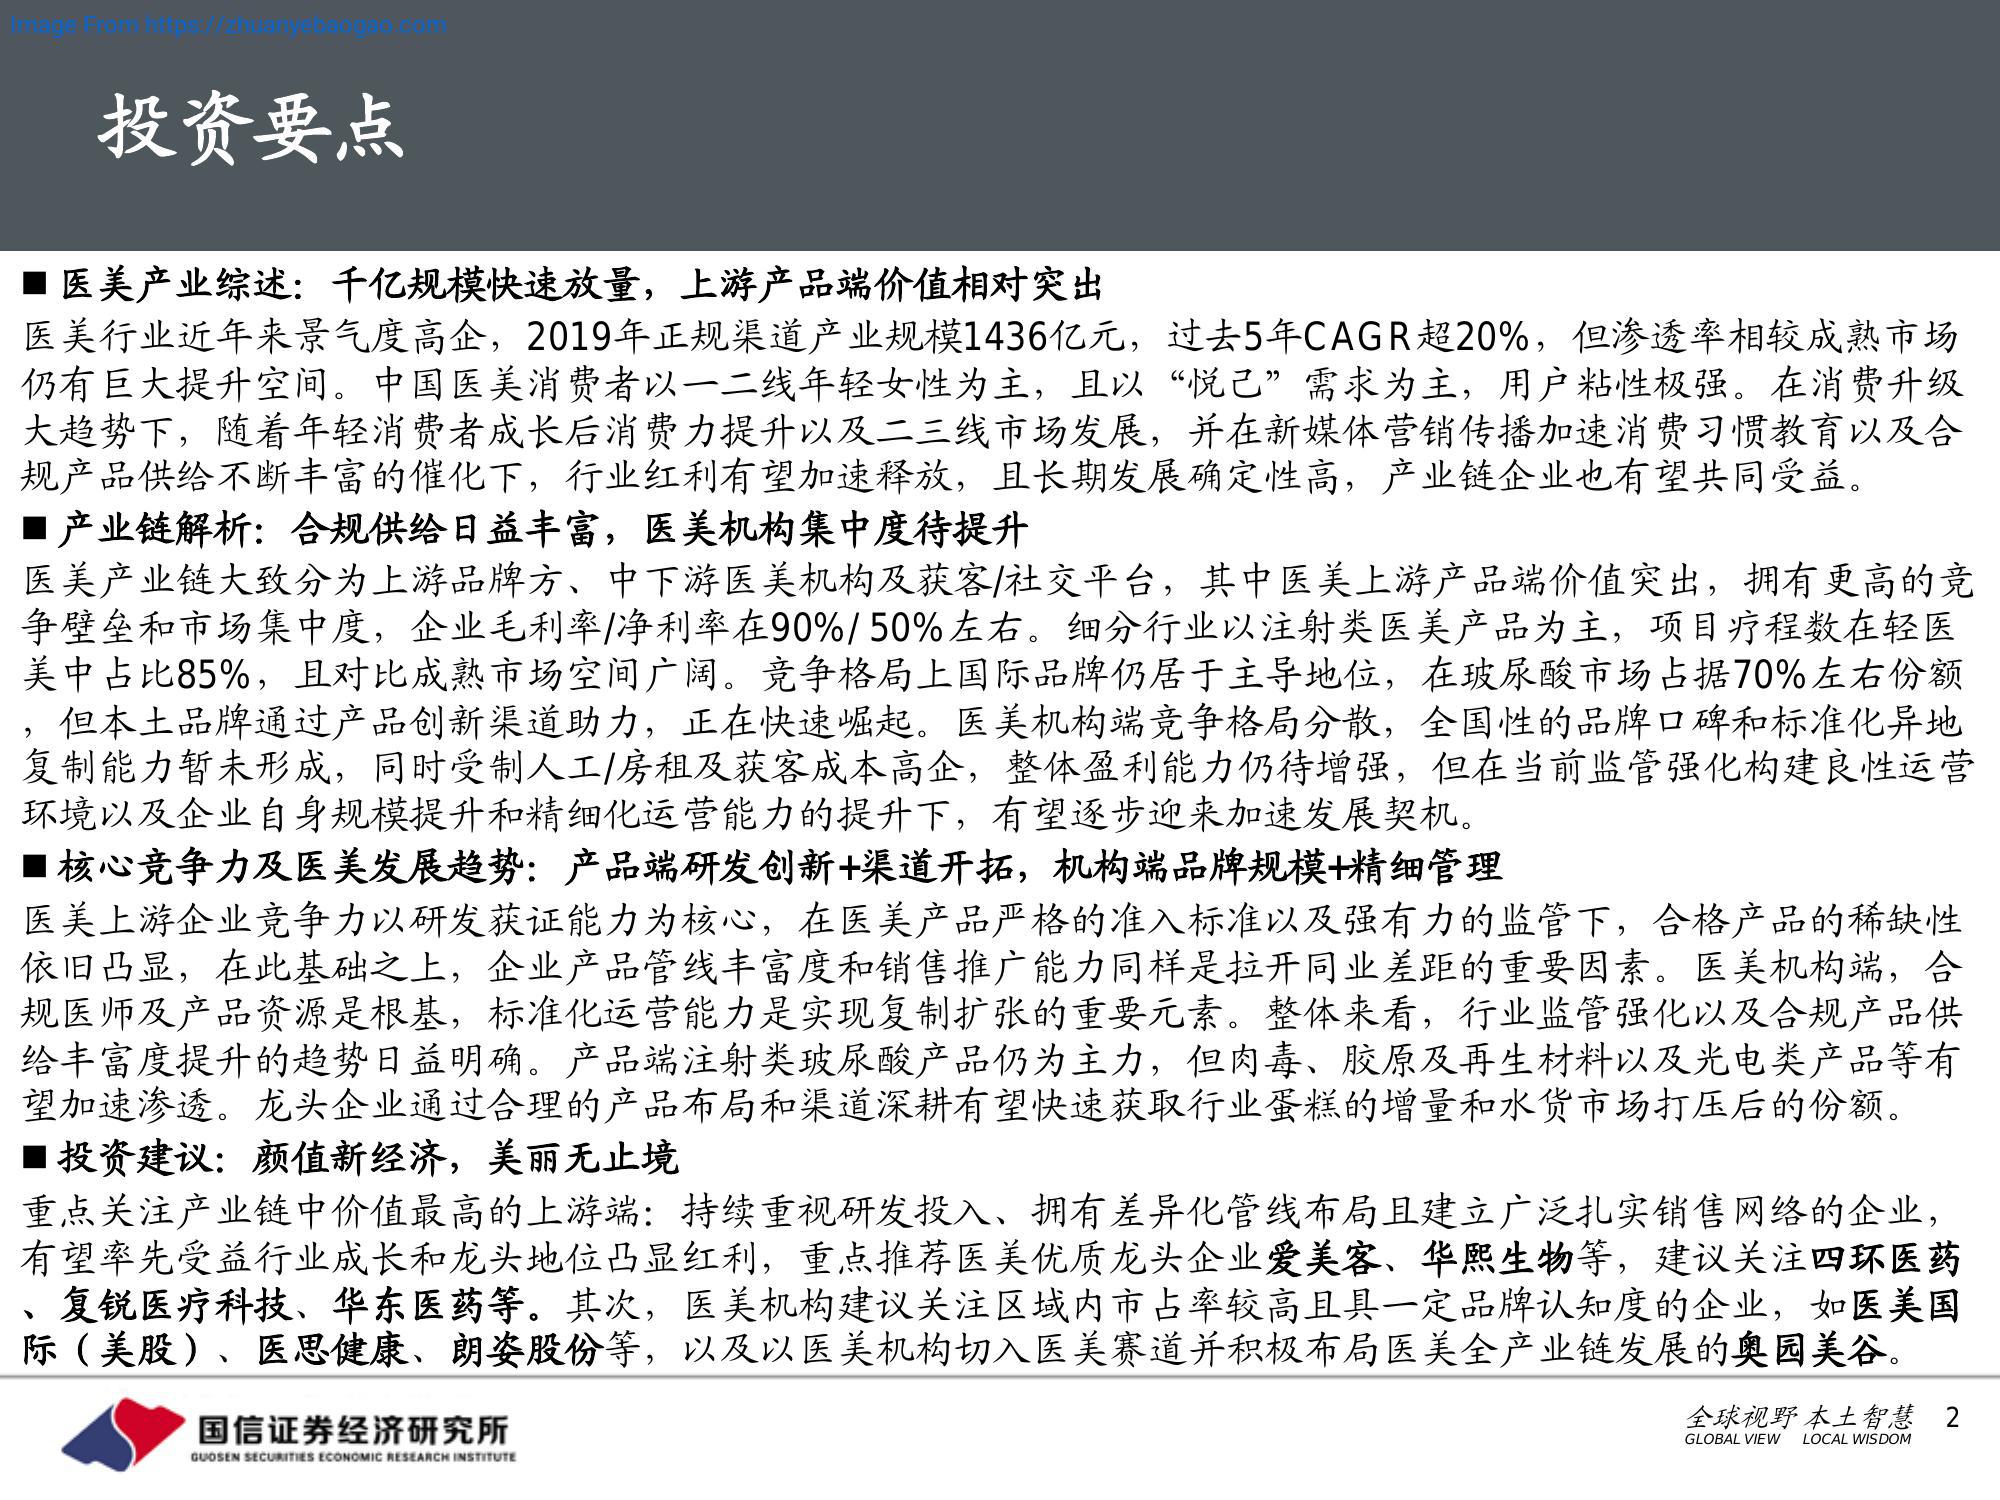 Image From https://zhuanyebaogao.com
投资要点
■ 医美产业综述：千亿规模快速放量，上游产品端价值相对突出
医美行业近年来景气度高企，2019年正规渠道产业规模1436亿元，过去5年CAGR超20%，但渗透率相较成熟市场
仍有巨大提升空间。中国医美消费者以一二线年轻女性为主，且以“悦己”需求为主，用户粘性极强。在消费升级
大趋势下，随着年轻消费者成长后消费力提升以及二三线市场发展，并在新媒体营销传播加速消费习惯教育以及合
规产品供给不断丰富的催化下，行业红利有望加速释放，且长期发展确定性高，产业链企业也有望共同受益。
■ 产业链解析：合规供给日益丰富，医美机构集中度待提升
医美产业链大致分为上游品牌方、中下游医美机构及获客/社交平台，其中医美上游产品端价值突出，拥有更高的竞
争壁垒和市场集中度，企业毛利率/净利率在90%/ 50%左右。细分行业以注射类医美产品为主，项目疗程数在轻医
美中占比85%，且对比成熟市场空间广阔。竞争格局上国际品牌仍居于主导地位，在玻尿酸市场占据70%左右份额
，但本土品牌通过产品创新渠道助力，正在快速崛起。医美机构端竞争格局分散，全国性的品牌口碑和标准化异地
复制能力暂未形成，同时受制人工/房租及获客成本高企，整体盈利能力仍待增强，但在当前监管强化构建良性运营
环境以及企业自身规模提升和精细化运营能力的提升下，有望逐步迎来加速发展契机。
■ 核心竞争力及医美发展趋势：产品端研发创新+渠道开拓，机构端品牌规模+精细管理
医美上游企业竞争力以研发获证能力为核心，在医美产品严格的准入标准以及强有力的监管下，合格产品的稀缺性
依旧凸显，在此基础之上，企业产品管线丰富度和销售推广能力同样是拉开同业差距的重要因素。医美机构端，合
规医师及产品资源是根基，标准化运营能力是实现复制扩张的重要元素。整体来看，行业监管强化以及合规产品供
给丰富度提升的趋势日益明确。产品端注射类玻尿酸产品仍为主力，但肉毒、胶原及再生材料以及光电类产品等有
望加速渗透。龙头企业通过合理的产品布局和渠道深耕有望快速获取行业蛋糕的增量和水货市场打压后的份额。
■ 投资建议：颜值新经济，美丽无止境
重点关注产业链中价值最高的上游端：持续重视研发投入、拥有差异化管线布局且建立广泛扎实销售网络的企业，
有望率先受益行业成长和龙头地位凸显红利，重点推荐医美优质龙头企业爱美客、华熙生物等，建议关注四环医药
、复锐医疗科技、华东医药等。其次，医美机构建议关注区域内市占率较高且具一定品牌认知度的企业，如医美国
际（美股）、医思健康、朗姿股份等，以及以医美机构切入医美赛道并积极布局医美全产业链发展的奥园美谷。
国信证券经济研究所
GUOSEN SECURITIES ECONOMIC RESEARCH INSTITUTE
全球视野 本土智慧
GLOBAL VIEW LOCAL WISDOM
2